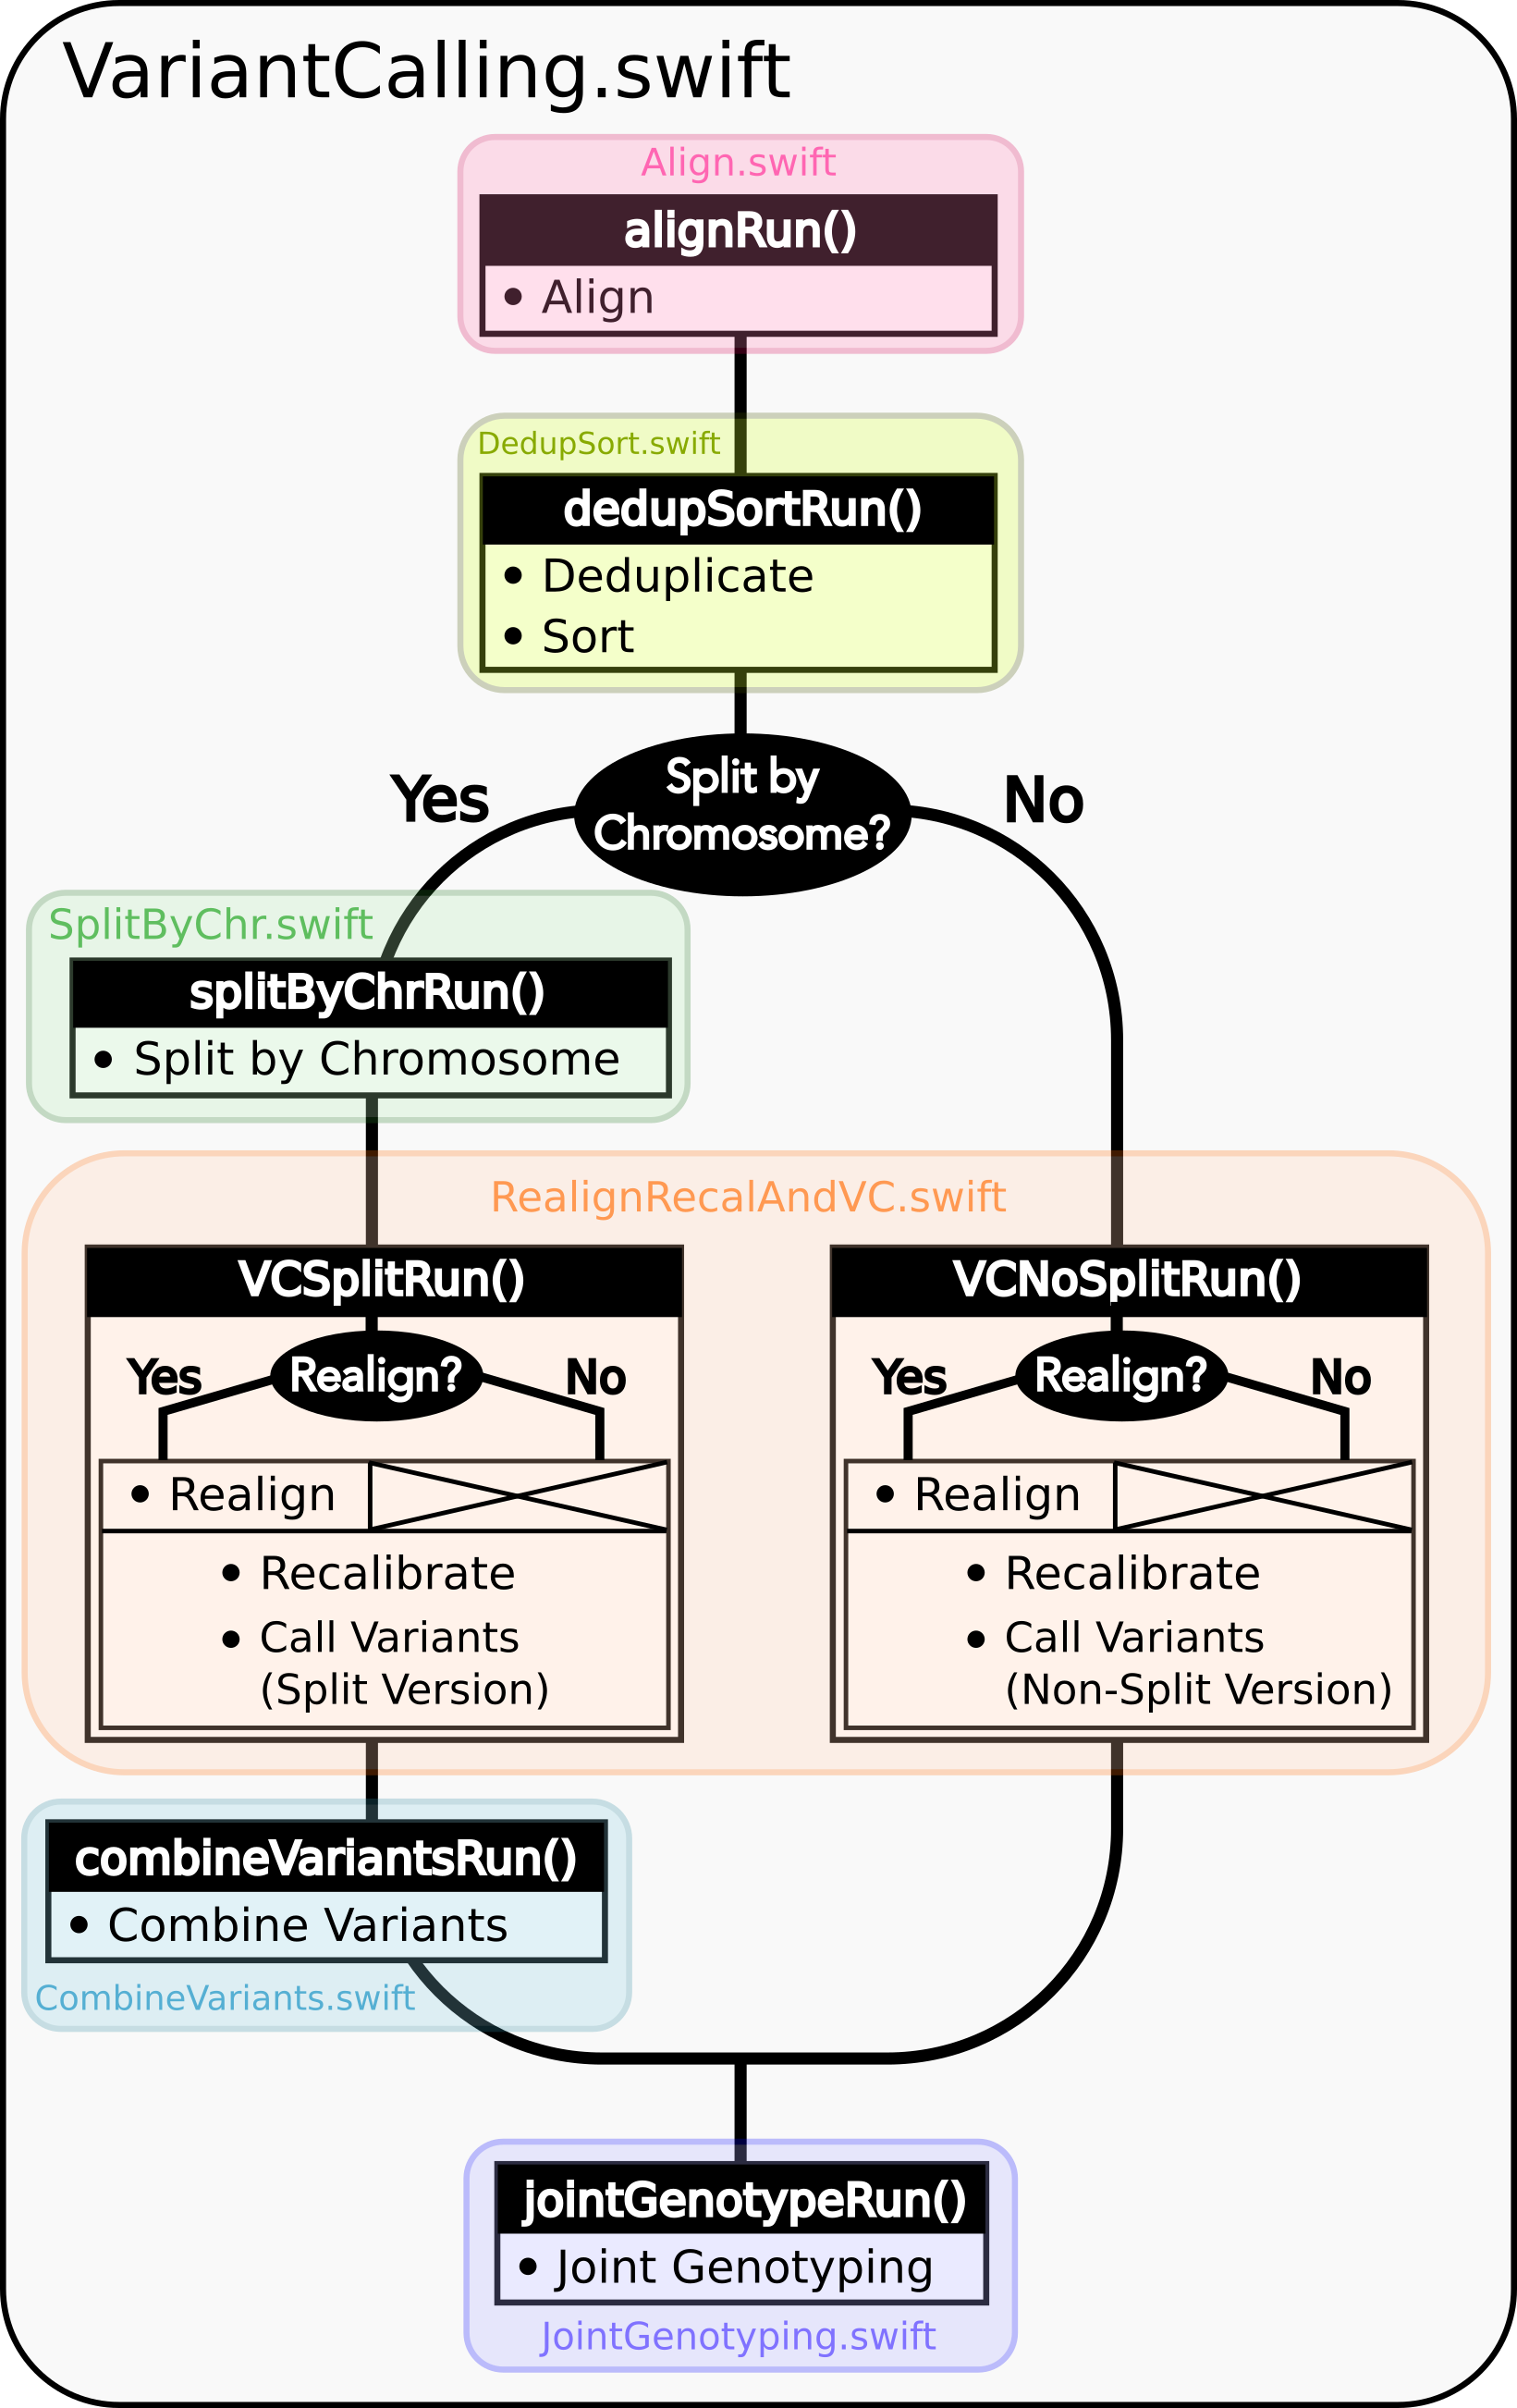 VariantCalling.swift
Align.swift
alignRun()
• Align
DedupSort.swift
dedupSortRun()
• Deduplicate
• Sort
Split by
Chromosome?
Yes
No
SplitByChr.swift
splitByChrRun()
• Split by Chromosome
RealignRecalAndVC.swift
VCSplitRun()
Realign?
Yes
No
• Realign
• Recalibrate
• Call Variants
(Split Version)
VCNoSplitRun()
Realign?
Yes
No
• Realign
• Recalibrate
• Call Variants
(Non-Split Version)
combineVariantsRun()
• Combine Variants
CombineVariants.swift
jointGenotypeRun()
• Joint Genotyping
JointGenotyping.swift